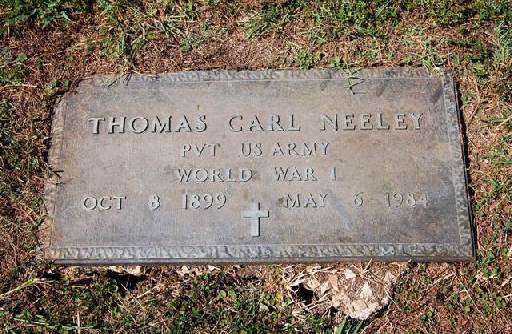 THOMAS CARL NEELEY
PVT US ARMY
WORLD WAR I
OCT 8 1899 MAY 6 1984